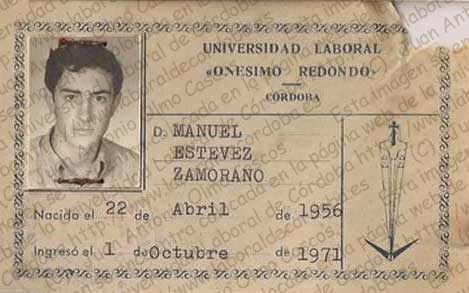 UNIVERSIDAD LABORAL
«ONESIMO REDONDO»
CÓRDOBA
D. MANUEL
ESTEVEZ
ZAMORANO
Nacido el 22 de Abril de 1956
Ingresó el 1 de Octubre de 1971